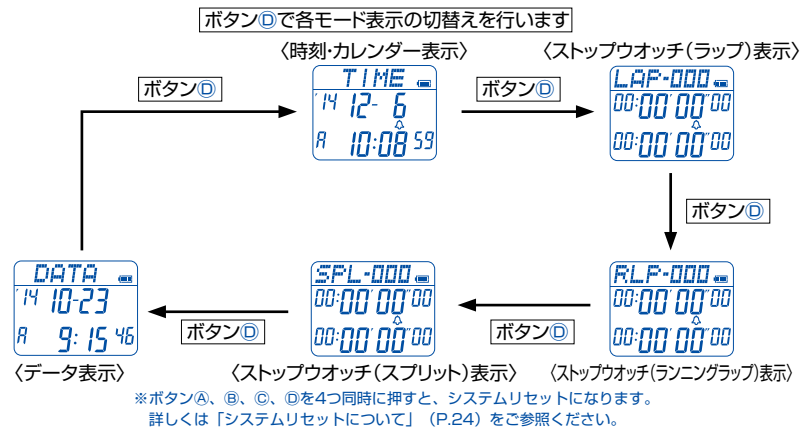 ボタンⒹで各モード表示の切替えを行います
〈時刻・カレンダー表示〉
〈ストップウオッチ(ラップ)表示〉
ボタンⒹ
TIME
'14 12- 6
A 10:08 59
ボタンⒹ
LAP-000
00:00'00"00
00:00'00"00
ボタンⒹ
DATA
'14 10-23
A 9:15 46
ボタンⒹ
SPL-000
00:00'00"00
00:00'00"00
ボタンⒹ
RLP-000
00:00'00"00
00:00'00"00
〈データ表示〉
〈ストップウオッチ(スプリット)表示〉
〈ストップウオッチ(ランニングラップ)表示〉
※ボタンⒶ、Ⓑ、Ⓒ、Ⓓを4つ同時に押すと、システムリセットになります。
詳しくは「システムリセットについて」(P.24)をご参照ください。